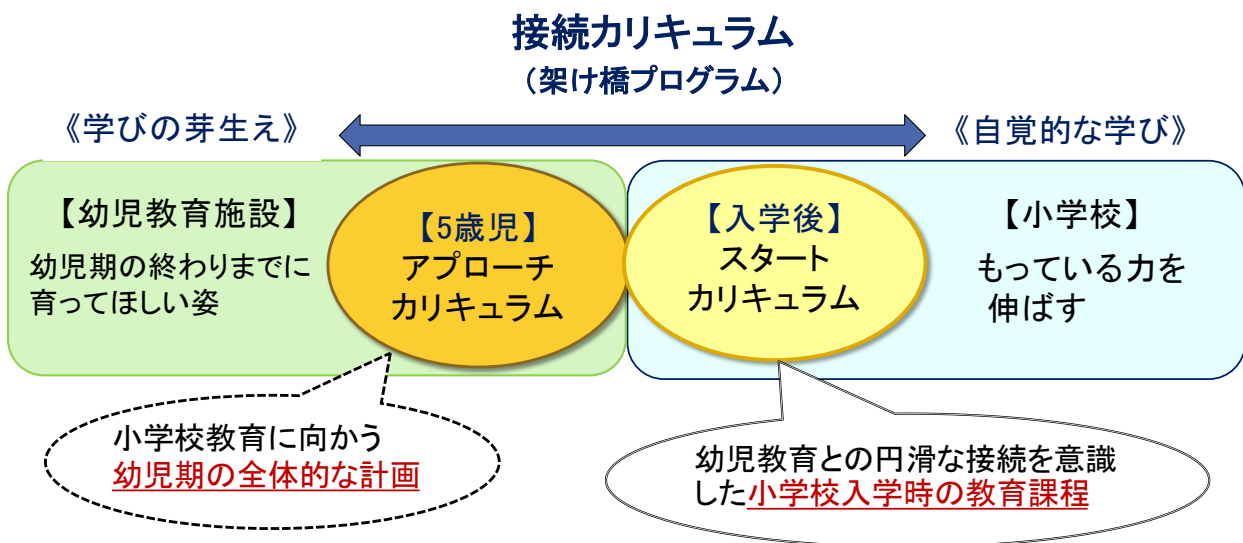 接続カリキュラム
（架け橋プログラム）
《学びの芽生え》
《自覚的な学び》
【幼児教育施設】
幼児期の終わりまでに
育ってほしい姿
【5歳児】
アプローチ
カリキュラム
【入学後】
スタート
カリキュラム
【小学校】
もっている力を
伸ばす
小学校教育に向かう
幼児期の全体的な計画
幼児教育との円滑な接続を意識
した小学校入学時の教育課程